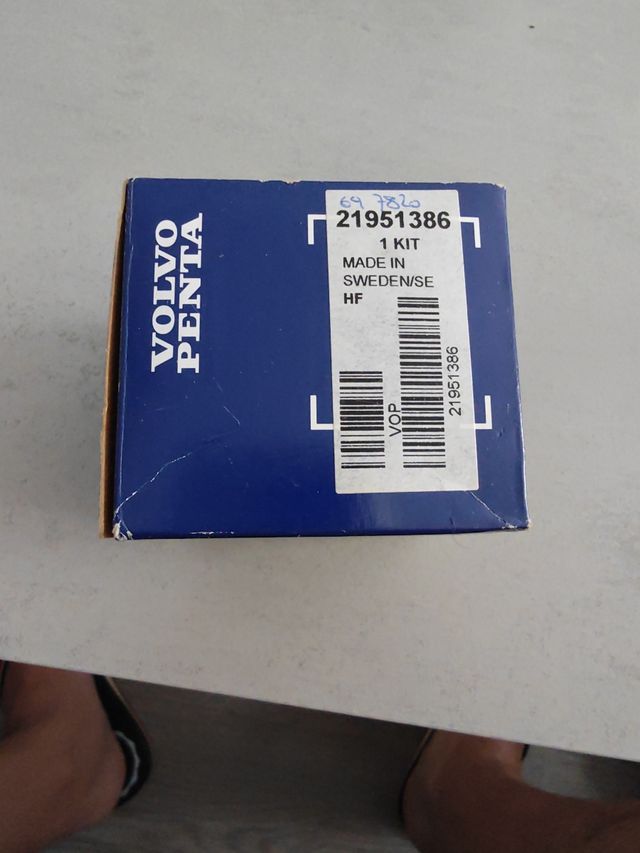 VOLVO
PENTA
69 7820
21951386
1 KIT
MADE IN
SWEDEN/SE
HF
VOP
21951386